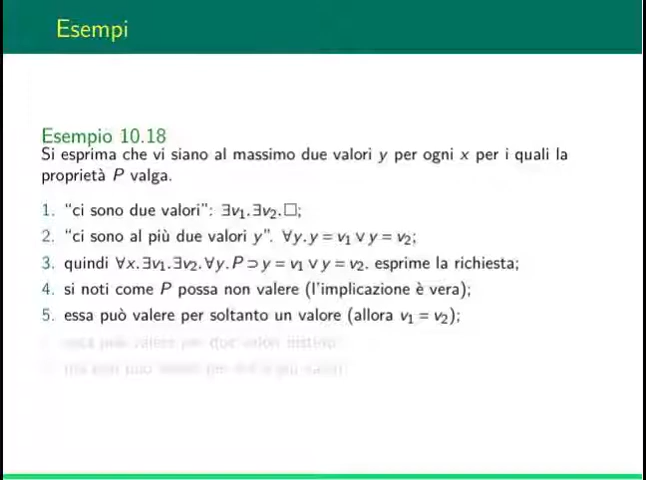 Esempi
Esempio 10.18
Si esprima che vi siano al massimo due valori y per ogni x per i quali la
proprietà P valga.
1. “ci sono due valori”: ∃v₁.∃v₂.□;
2. “ci sono al più due valori y”. ∀y.y = v₁ ∨ y = v₂;
3. quindi ∀x.∃v₁.∃v₂.∀y.P ⊃ y = v₁ ∨ y = v₂. esprime la richiesta;
4. si noti come P possa non valere (l'implicazione è vera);
5. essa può valere per soltanto un valore (allora v₁ = v₂);